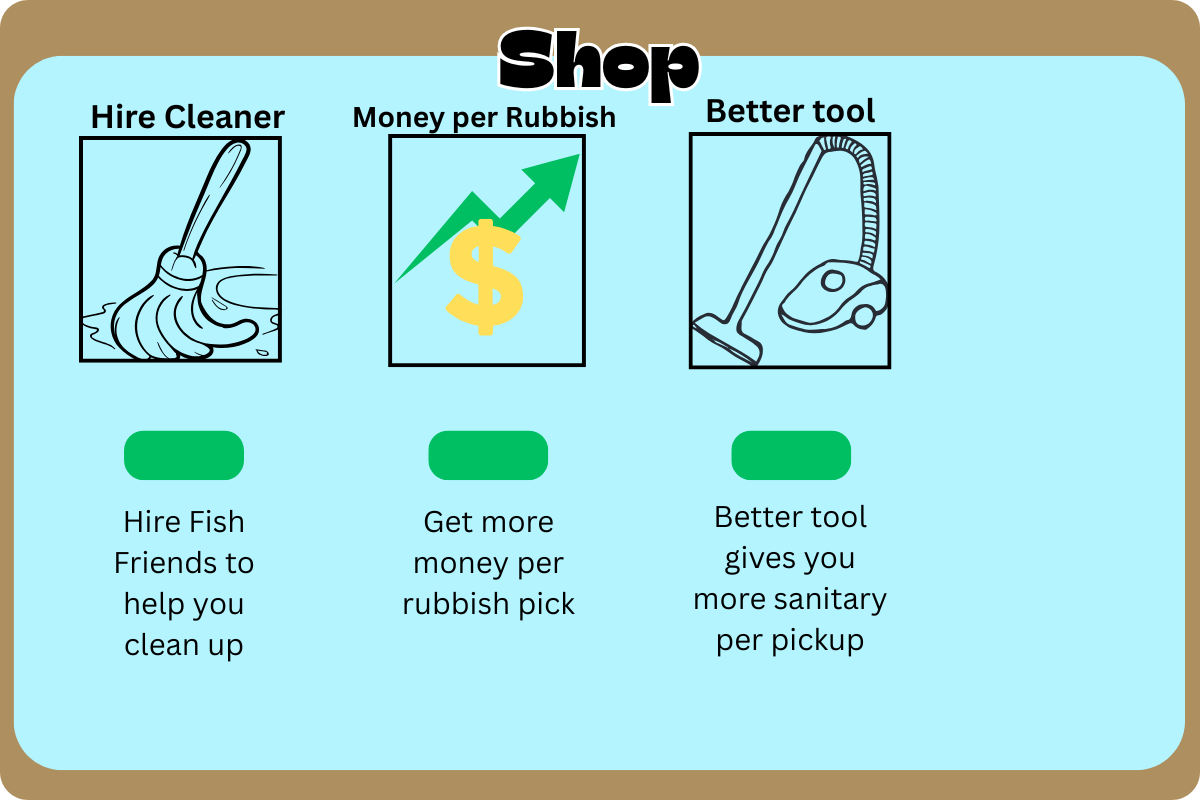 Shop
Hire Cleaner
Money per Rubbish
Better tool
$
Hire Fish
Friends to
help you
clean up
Get more
money per
rubbish pick
Better tool
gives you
more sanitary
per pickup